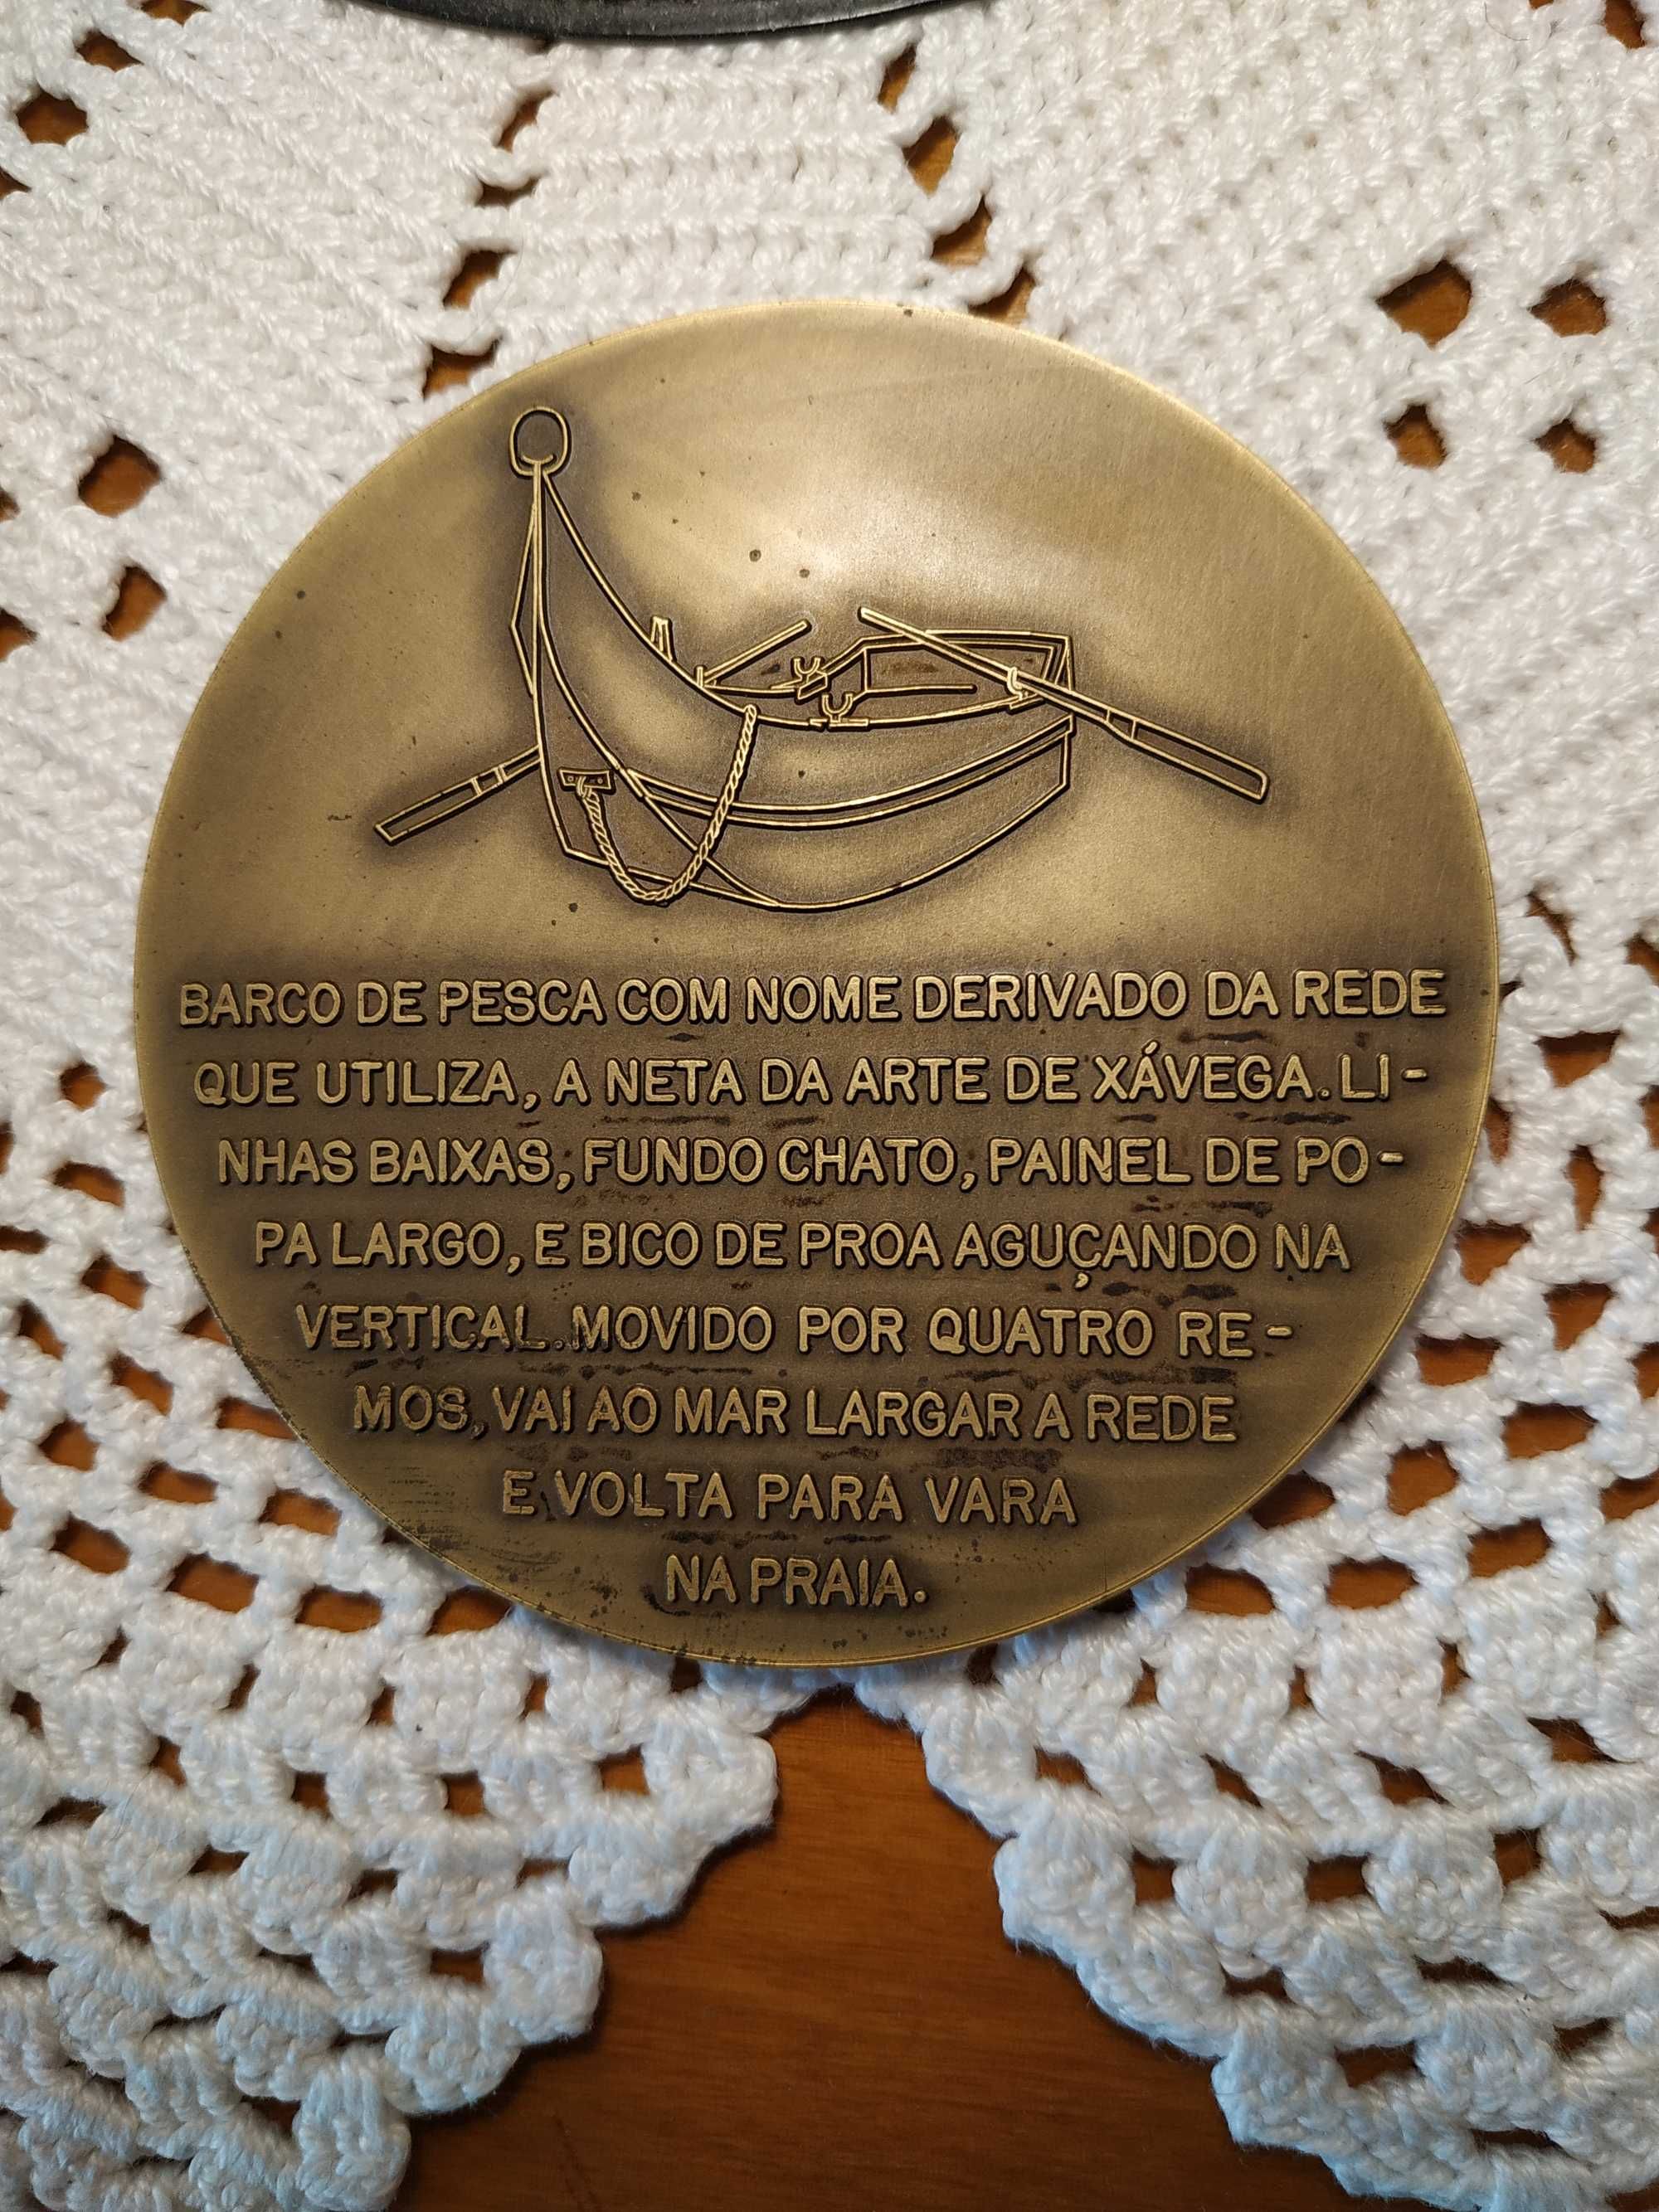 BARCO DE PESCA COM NOME DERIVADO DA REDE
QUE UTILIZA, A NETA DA ARTE DE XÁVEGA. LI-
NHAS BAIXAS, FUNDO CHATO, PAINEL DE PO-
PA LARGO, E BICO DE PROA AGUÇANDO NA
VERTICAL. MOVIDO POR QUATRO RE-
MOS, VAI AO MAR LARGAR A REDE
E VOLTA PARA VARA
NA PRAIA.